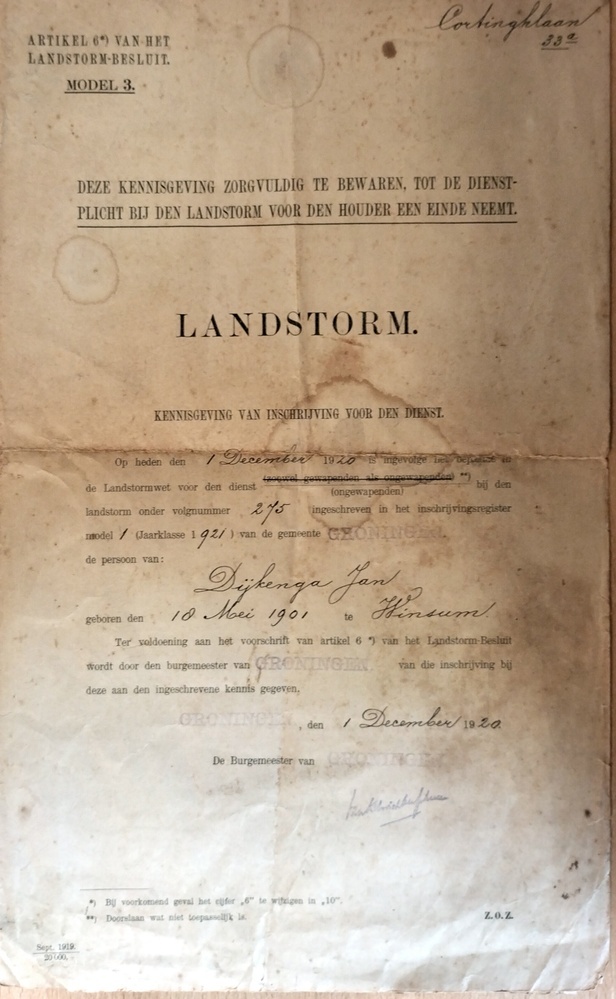 Cortinghlaan
33a
ARTIKEL 6*) VAN HET
LANDSTORM-BESLUIT.
MODEL 3.
DEZE KENNISGEVING ZORGVULDIG TE BEWAREN, TOT DE DIENST-
PLICHT BIJ DEN LANDSTORM VOOR DEN HOUDER EEN EINDE NEEMT.
LANDSTORM.
KENNISGEVING VAN INSCHRIJVING VOOR DEN DIENST.
Op heden den 1 December 1920 is ingevolge het bepaalde in
de Landstormwet voor den dienst (zoowel gewapenden als ongewapenden) **) bij den
(ongewapenden)
landstorm onder volgnummer 275 ingeschreven in het inschrijvingsregister
model 1 (Jaarklasse 1921) van de gemeente GRONINGEN.
de persoon van:
Dijkenga Jan
geboren den 18 Mei 1901 te Winsum.
Ter voldoening aan het voorschrift van artikel 6 *) van het Landstorm-Besluit
wordt door den burgemeester van GRONINGEN. van die inschrijving bij
deze aan den ingeschrevene kennis gegeven.
GRONINGEN, den 1 December 1920.
De Burgemeester van GRONINGEN.
*) Bij voorkomend geval het cijfer „6" te wijzigen in „10".
**) Doorslaan wat niet toepasselijk is.
Z.O.Z.
Sept. 1919.
20000.